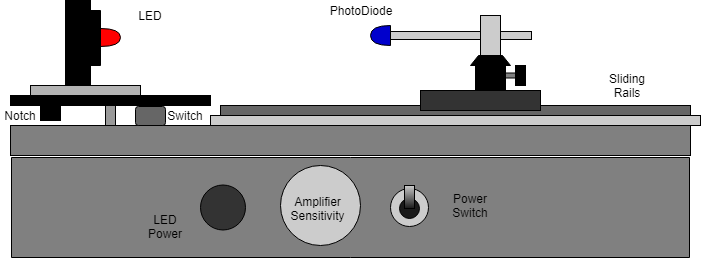 LED
PhotoDiode
Sliding
Rails
Notch
Switch
LED
Power
Amplifier
Sensitivity
Power
Switch